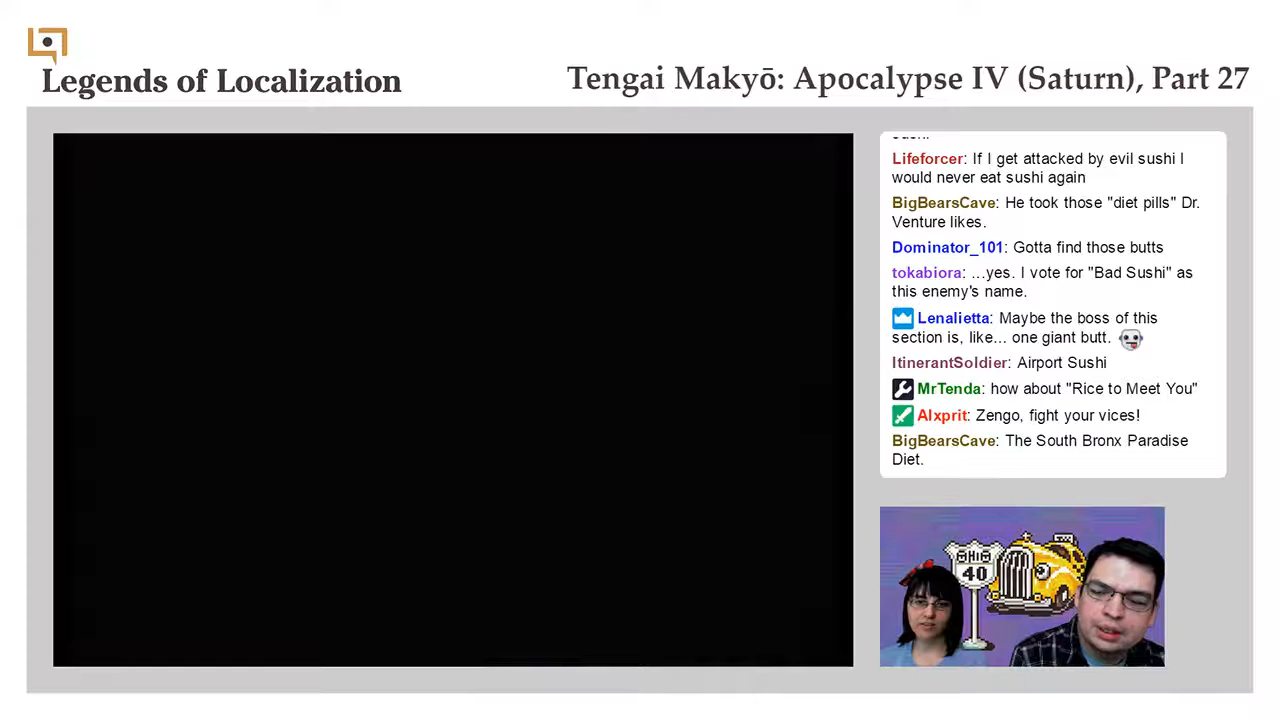 Legends of Localization
Tengai Makyō: Apocalypse IV (Saturn), Part 27
Lifeforcer: If I get attacked by evil sushi I
would never eat sushi again
BigBearsCave: He took those "diet pills" Dr.
Venture likes.
Dominator_101: Gotta find those butts
tokabiora: ...yes. I vote for "Bad Sushi" as
this enemy's name.
Lenalietta: Maybe the boss of this
section is, like... one giant butt.
ItinerantSoldier: Airport Sushi
MrTenda: how about "Rice to Meet You"
Alxprit: Zengo, fight your vices!
BigBearsCave: The South Bronx Paradise
Diet.
OHIO
40